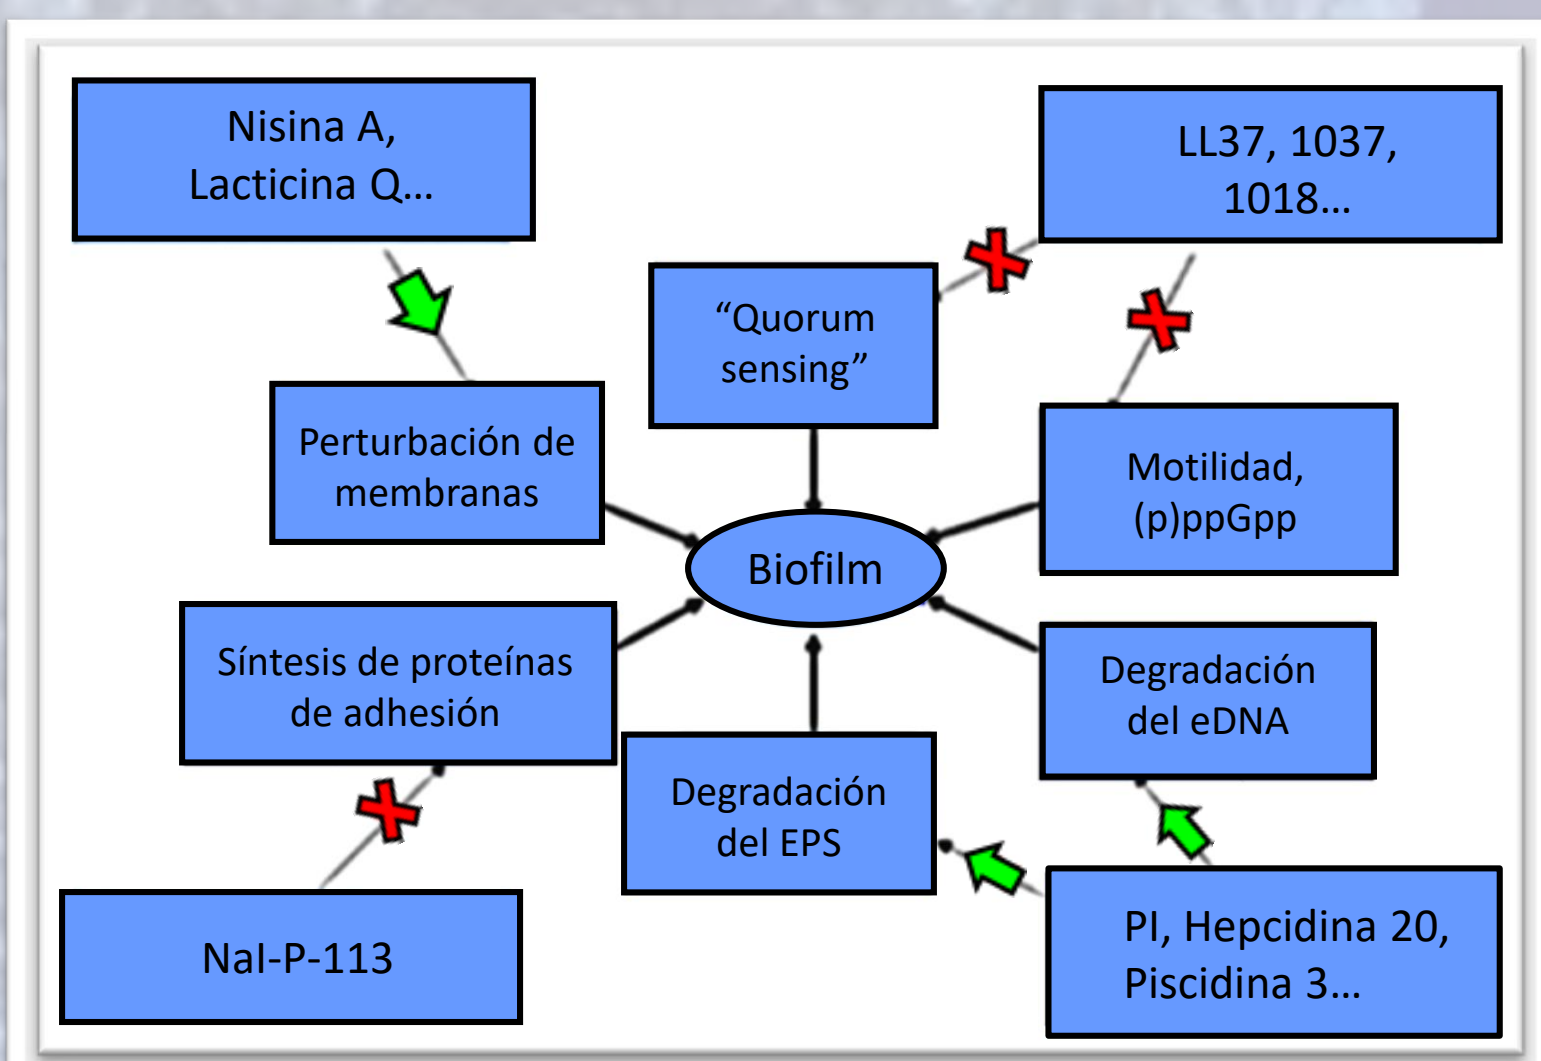 Nisina A,
Lacticina Q...
LL37, 1037,
1018...
“Quorum
sensing”
Perturbación de
membranas
Motilidad,
(p)ppGpp
Biofilm
Síntesis de proteínas
de adhesión
Degradación
del eDNA
Degradación
del EPS
Nal-P-113
PI, Hepcidina 20,
Piscidina 3...